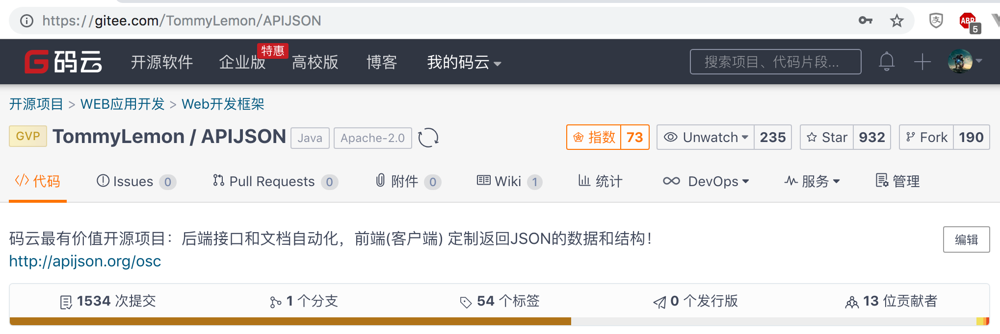 https://gitee.com/TommyLemon/APIJSON
ABP 5
G码云 开源软件 企业版 特惠 高校版 博客 我的码云 搜索项目、代码片段...
开源项目 > WEB应用开发 > Web开发框架
GVP TommyLemon / APIJSON Java Apache-2.0 指数 73 Unwatch 235 Star 932 Fork 190
代码 Issues 0 Pull Requests 0 附件 0 Wiki 1 统计 DevOps 服务 管理
码云最有价值开源项目：后端接口和文档自动化，前端(客户端) 定制返回JSON的数据和结构！
http://apijson.org/osc
编辑
1534 次提交 1 个分支 54 个标签 0 个发行版 13 位贡献者